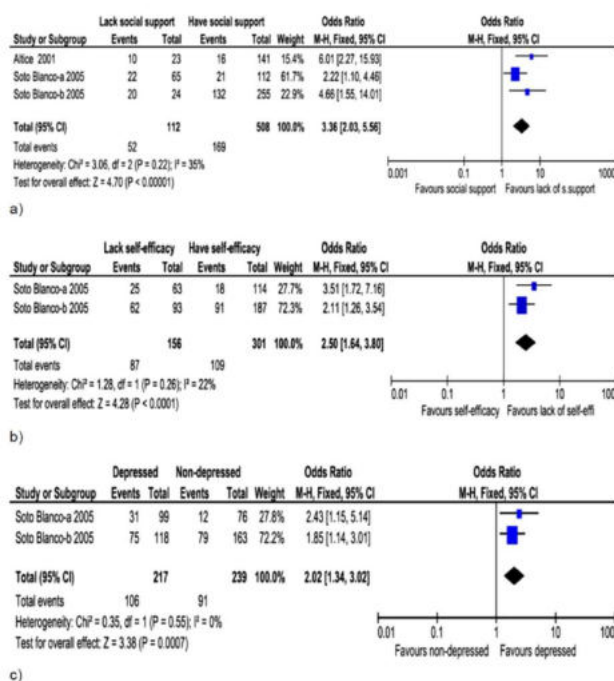 Lack social support Have social support Odds Ratio Odds Ratio
Study or Subgroup Events Total Events Total Weight M-H, Fixed, 95% CI M-H, Fixed, 95% CI
Altice 2001 10 23 16 141 15.4% 6.01 [2.27, 15.93]
Soto Blanco-a 2005 22 65 21 112 61.7% 2.22 [1.10, 4.46]
Soto Blanco-b 2005 20 24 132 255 22.9% 4.66 [1.55, 14.01]
Total (95% CI) 112 508 100.0% 3.36 [2.03, 5.56]
Total events 52 169
Heterogeneity: Chi² = 3.06, df = 2 (P = 0.22); I² = 35%
Test for overall effect: Z = 4.70 (P < 0.00001)
0.001 0.1 1 10 1000
Favours social support Favours lack of s.support
a)
Lack self-efficacy Have self-efficacy Odds Ratio Odds Ratio
Study or Subgroup Events Total Events Total Weight M-H, Fixed, 95% CI M-H, Fixed, 95% CI
Soto Blanco-a 2005 25 63 18 114 27.7% 3.51 [1.72, 7.16]
Soto Blanco-b 2005 62 93 91 187 72.3% 2.11 [1.26, 3.54]
Total (95% CI) 156 301 100.0% 2.50 [1.64, 3.80]
Total events 87 109
Heterogeneity: Chi² = 1.28, df = 1 (P = 0.26); I² = 22%
Test for overall effect: Z = 4.28 (P < 0.0001)
0.01 0.1 1 10 100
Favours self-efficacy Favours lack of self-effi
b)
Depressed Non-depressed Odds Ratio Odds Ratio
Study or Subgroup Events Total Events Total Weight M-H, Fixed, 95% CI M-H, Fixed, 95% CI
Soto Blanco-a 2005 31 99 12 76 27.8% 2.43 [1.15, 5.14]
Soto Blanco-b 2005 75 118 79 163 72.2% 1.85 [1.14, 3.01]
Total (95% CI) 217 239 100.0% 2.02 [1.34, 3.02]
Total events 106 91
Heterogeneity: Chi² = 0.35, df = 1 (P = 0.55); I² = 0%
Test for overall effect: Z = 3.38 (P = 0.0007)
0.01 0.1 1 10 100
Favours non-depressed Favours depressed
c)